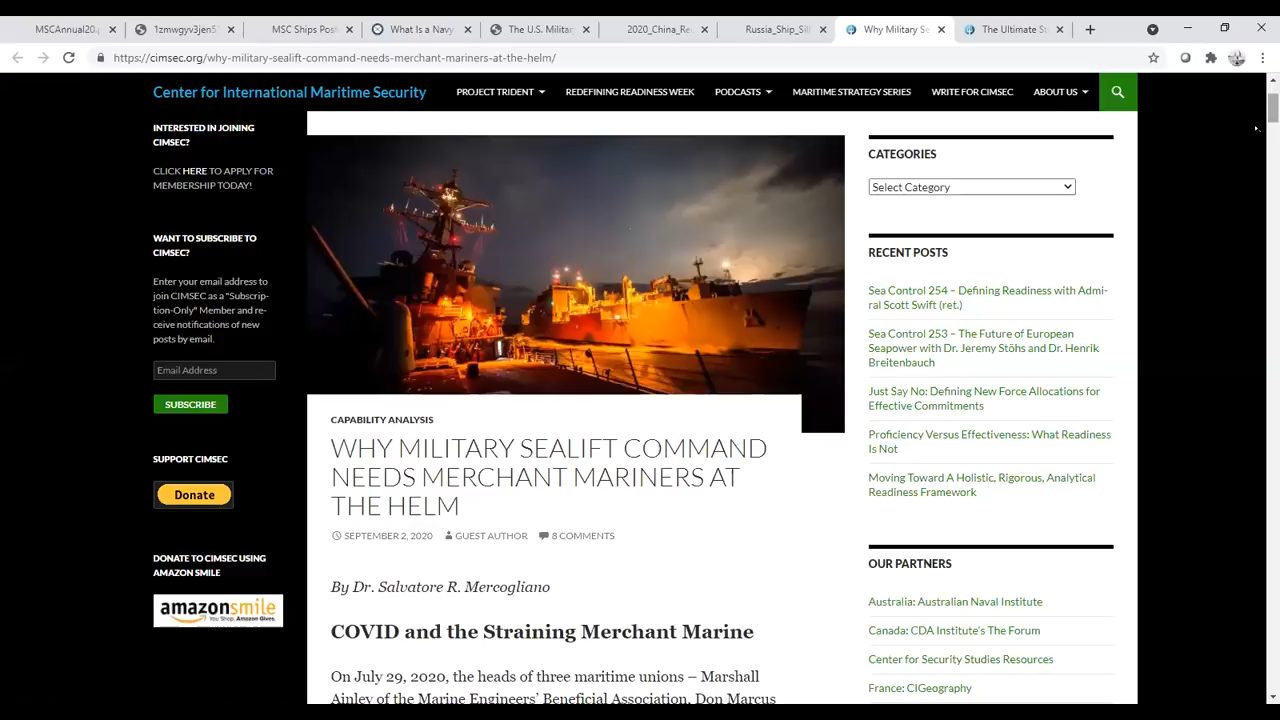 MSCAnnual20
1zmwgyv3jen5
MSC Ships Post
What Is a Navy
The U.S. Militar
2020_China_Re
Russia_Ship_Sil
Why Military Se
The Ultimate St
https://cimsec.org/why-military-sealift-command-needs-merchant-mariners-at-the-helm/
Center for International Maritime Security
PROJECT TRIDENT
REDEFINING READINESS WEEK
PODCASTS
MARITIME STRATEGY SERIES
WRITE FOR CIMSEC
ABOUT US
INTERESTED IN JOINING
CIMSEC?
CLICK HERE TO APPLY FOR
MEMBERSHIP TODAY!
WANT TO SUBSCRIBE TO
CIMSEC?
Enter your email address to
join CIMSEC as a "Subscrip-
tion-Only" Member and re-
ceive notifications of new
posts by email.
Email Address
SUBSCRIBE
SUPPORT CIMSEC
Donate
DONATE TO CIMSEC USING
AMAZON SMILE
amazonsmile
You Shop. Amazon Gives.
CAPABILITY ANALYSIS
WHY MILITARY SEALIFT COMMAND
NEEDS MERCHANT MARINERS AT
THE HELM
SEPTEMBER 2, 2020 GUEST AUTHOR 8 COMMENTS
By Dr. Salvatore R. Mercogliano
COVID and the Straining Merchant Marine
On July 29, 2020, the heads of three maritime unions – Marshall
Ainley of the Marine Engineers' Beneficial Association, Don Marcus
CATEGORIES
Select Category
RECENT POSTS
Sea Control 254 – Defining Readiness with Admi-
ral Scott Swift (ret.)
Sea Control 253 – The Future of European
Seapower with Dr. Jeremy Stöhs and Dr. Henrik
Breitenbauch
Just Say No: Defining New Force Allocations for
Effective Commitments
Proficiency Versus Effectiveness: What Readiness
Is Not
Moving Toward A Holistic, Rigorous, Analytical
Readiness Framework
OUR PARTNERS
Australia: Australian Naval Institute
Canada: CDA Institute's The Forum
Center for Security Studies Resources
France: CIGeography